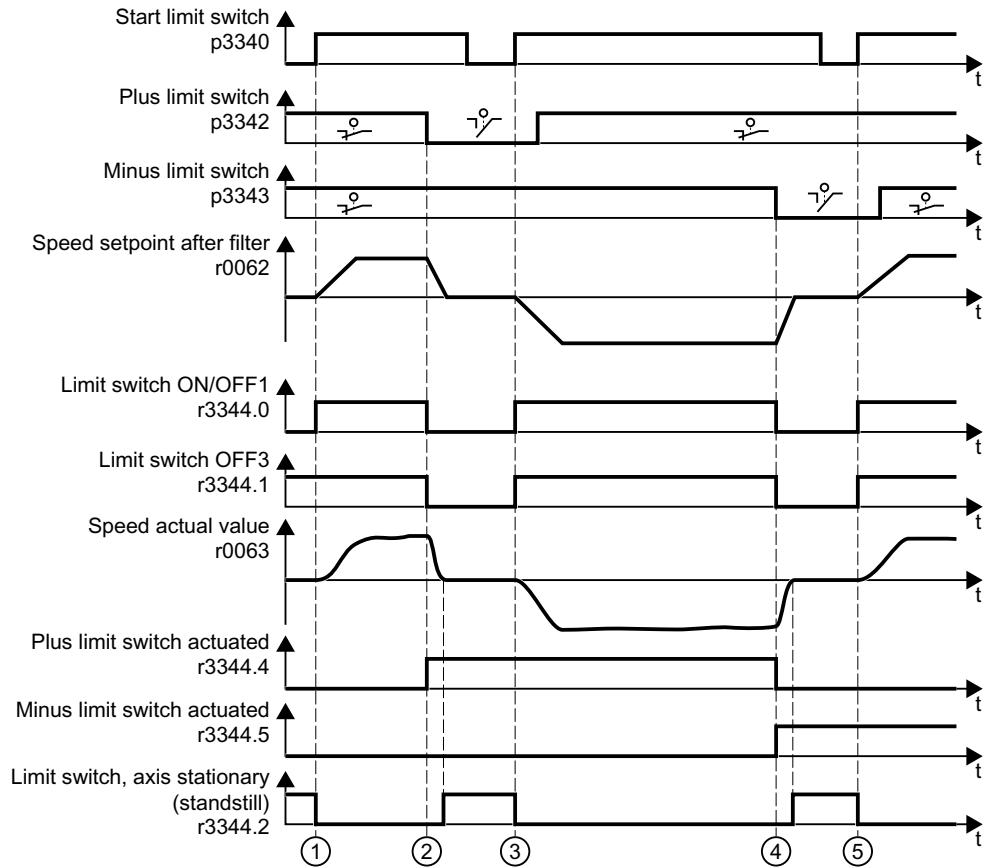 Start limit switch
p3340
t
Plus limit switch
p3342
t
Minus limit switch
p3343
t
Speed setpoint after filter
r0062
t
Limit switch ON/OFF1
r3344.0
t
Limit switch OFF3
r3344.1
t
Speed actual value
r0063
t
Plus limit switch actuated
r3344.4
t
Minus limit switch actuated
r3344.5
t
Limit switch, axis stationary
(standstill)
r3344.2
t
1 2 3 4 5